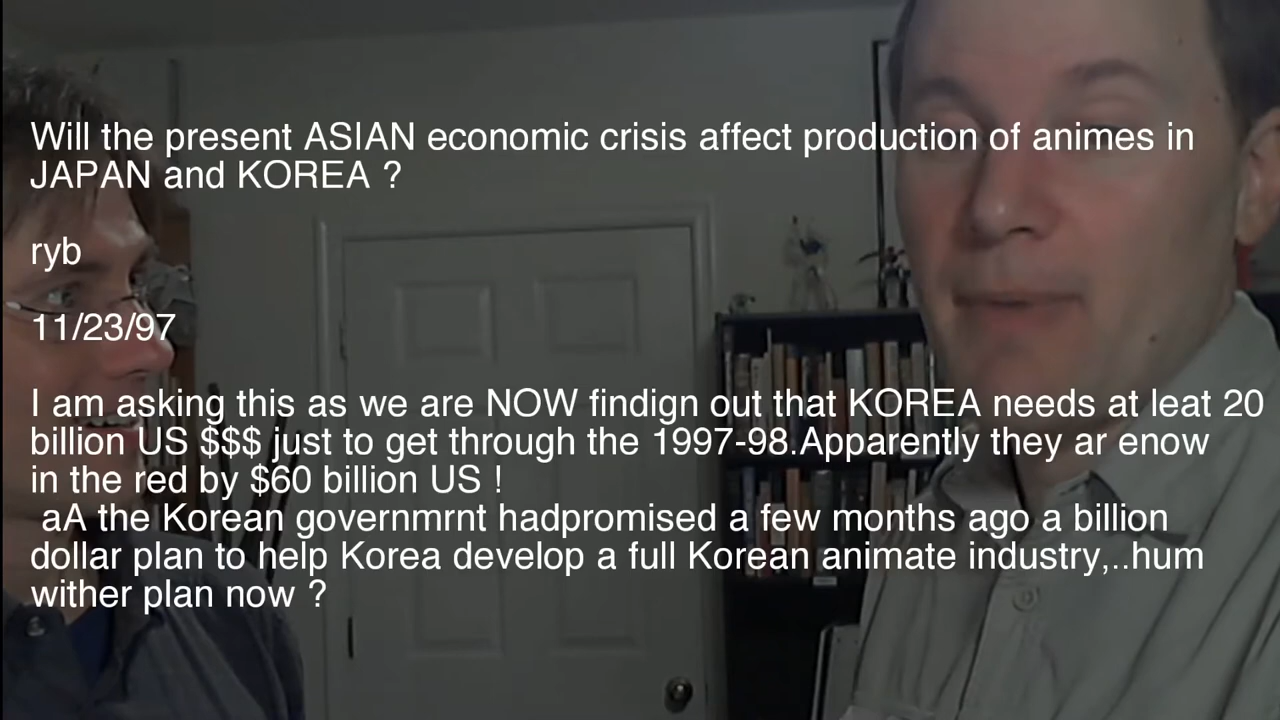 Will the present ASIAN economic crisis affect production of animes in
JAPAN and KOREA ?
ryb
11/23/97
I am asking this as we are NOW findign out that KOREA needs at leat 20
billion US $$$ just to get through the 1997-98.Apparently they ar enow
in the red by $60 billion US !
aA the Korean governmrnt hadpromised a few months ago a billion
dollar plan to help Korea develop a full Korean animate industry,..hum
wither plan now ?